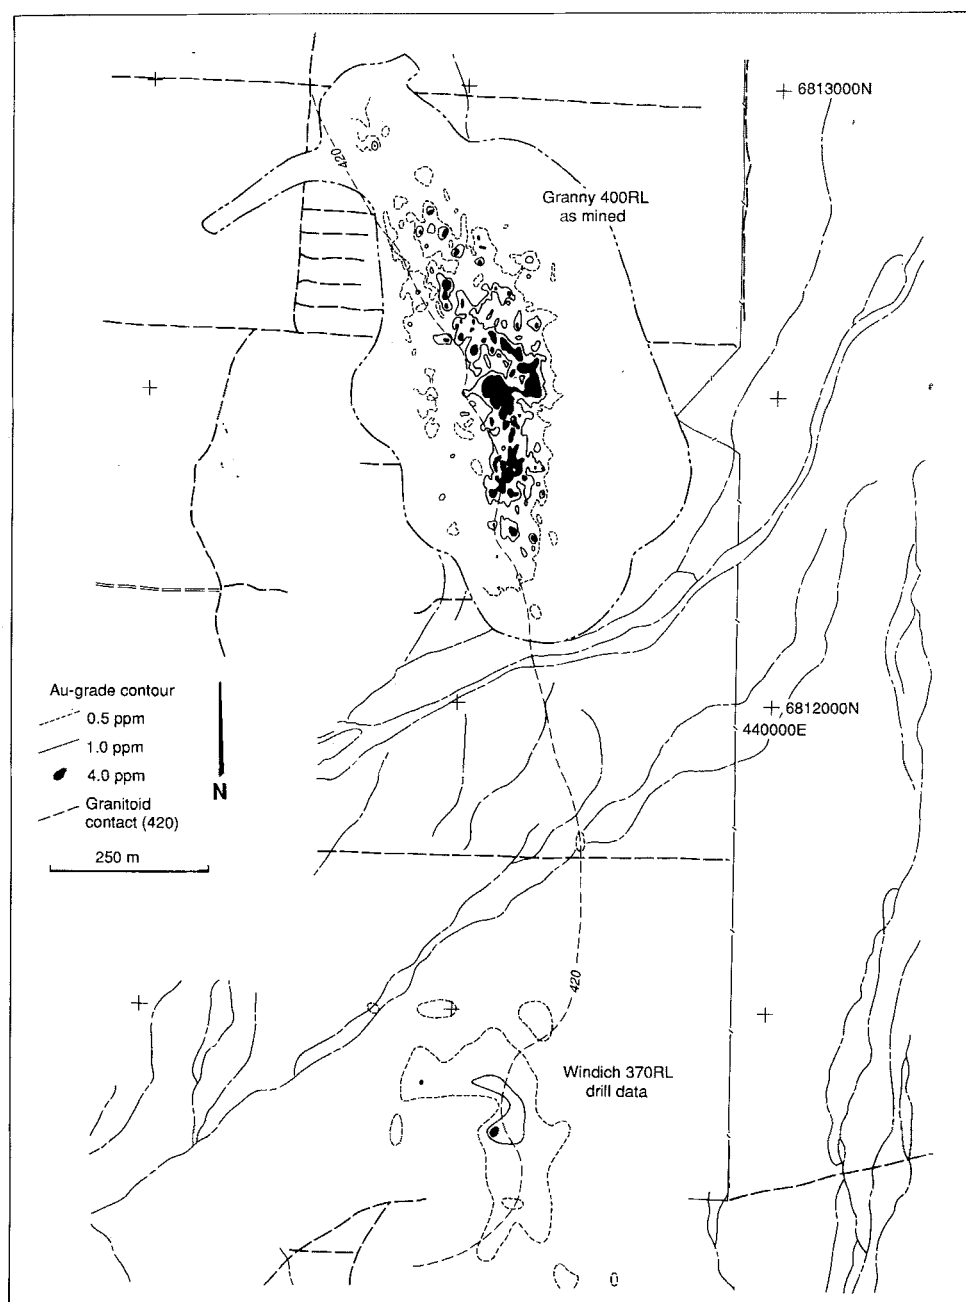 6813000N
420
Granny 400RL
as mined
Au-grade contour
0.5 ppm
1.0 ppm
4.0 ppm
Granitoid
contact (420)
250 m
N
6812000N
440000E
420
Windich 370RL
drill data